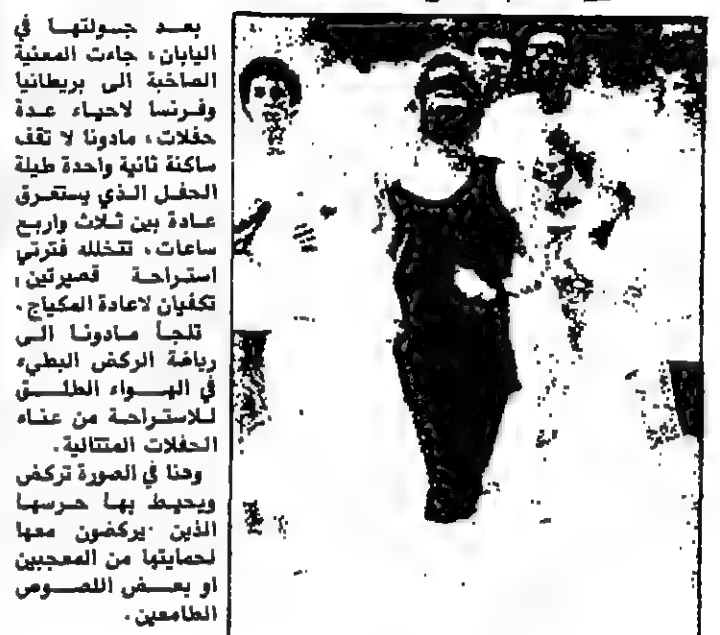 بعد جولتها في
اليابان، جاءت المغنية
الصاخبة الى بريطانيا
وفرنسا لاحياء عدة
حفلات، مادونا لا تقف
ساكنة ثانية واحدة طيلة
الحفل الذي يستغرق
عادة بين ثلاث واربع
ساعات، تتخلله فترتي
استراحة قصيرتين،
تكفيان لاعادة المكياج.
تلجأ مادونا الى
رياضة الركض البطيء
في الهواء الطلق
للاستراحة من عناء
الحفلات المتتالية.
وهنا في الصورة تركض
ويحيط بها حرسها
الذين يركضون معها
لحمايتها من المعجبين
او بعض اللصوص
الطامعين.